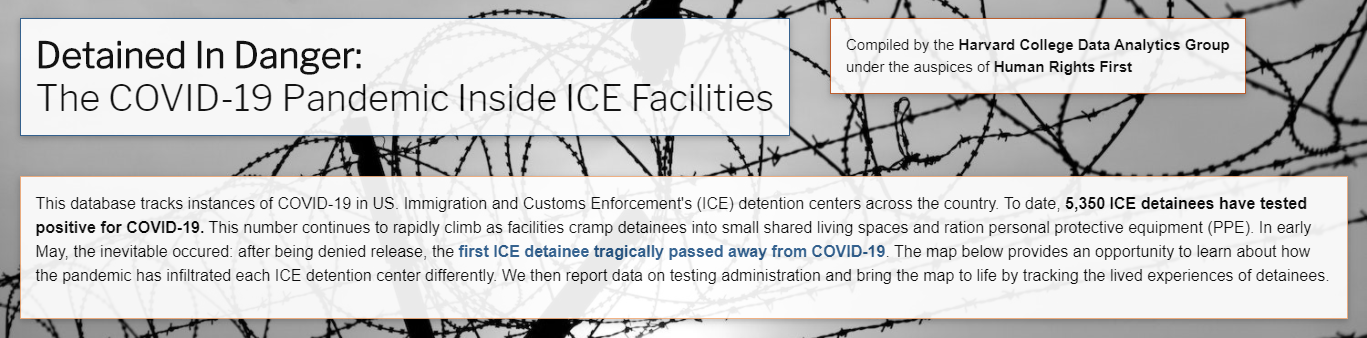 Detained In Danger:
The COVID-19 Pandemic Inside ICE Facilities
Compiled by the Harvard College Data Analytics Group
under the auspices of Human Rights First
This database tracks instances of COVID-19 in US. Immigration and Customs Enforcement's (ICE) detention centers across the country. To date, 5,350 ICE detainees have tested
positive for COVID-19. This number continues to rapidly climb as facilities cramp detainees into small shared living spaces and ration personal protective equipment (PPE). In early
May, the inevitable occured: after being denied release, the first ICE detainee tragically passed away from COVID-19. The map below provides an opportunity to learn about how
the pandemic has infiltrated each ICE detention center differently. We then report data on testing administration and bring the map to life by tracking the lived experiences of detainees.